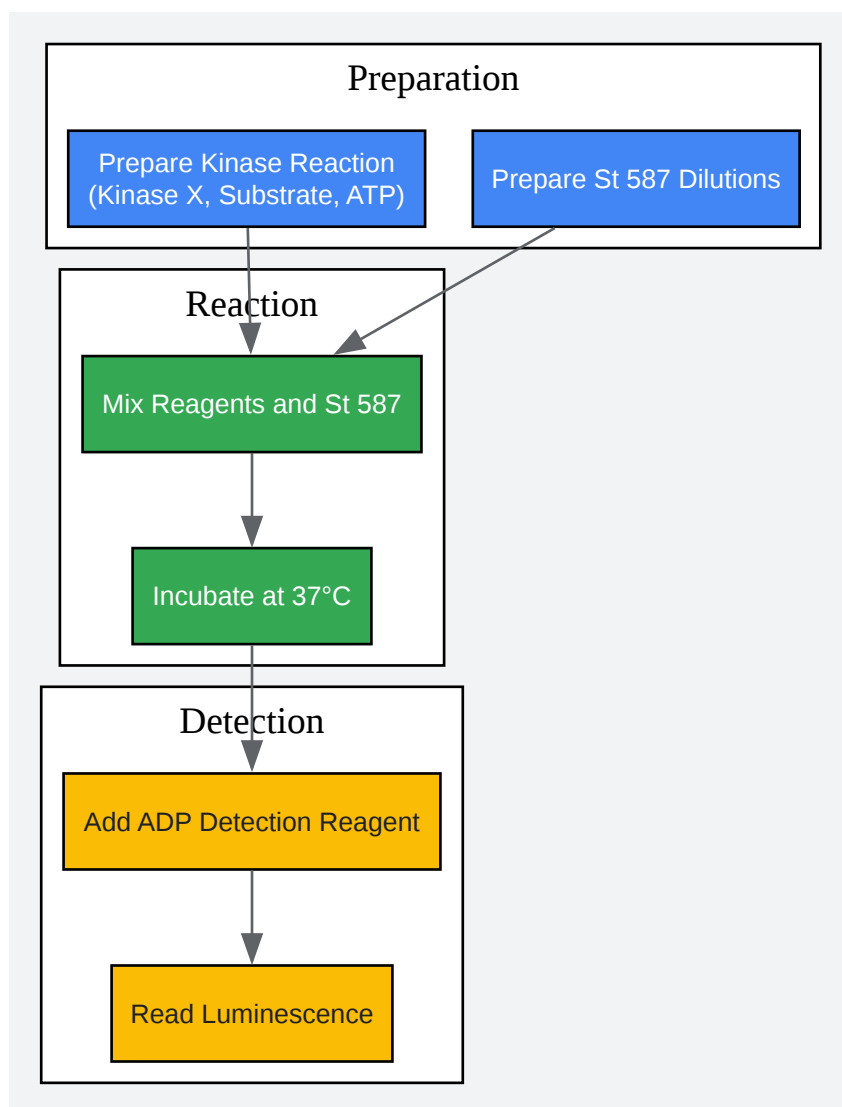 Preparation
Prepare Kinase Reaction
(Kinase X, Substrate, ATP)
Prepare St 587 Dilutions
Reaction
Mix Reagents and St 587
Incubate at 37°C
Detection
Add ADP Detection Reagent
Read Luminescence